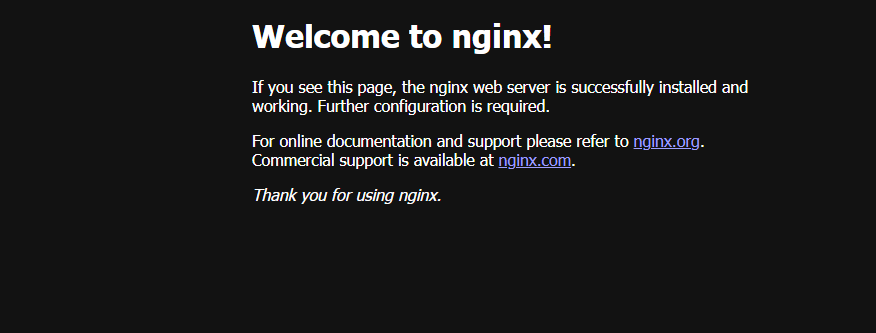 Welcome to nginx!
If you see this page, the nginx web server is successfully installed and
working. Further configuration is required.
For online documentation and support please refer to nginx.org.
Commercial support is available at nginx.com.
Thank you for using nginx.